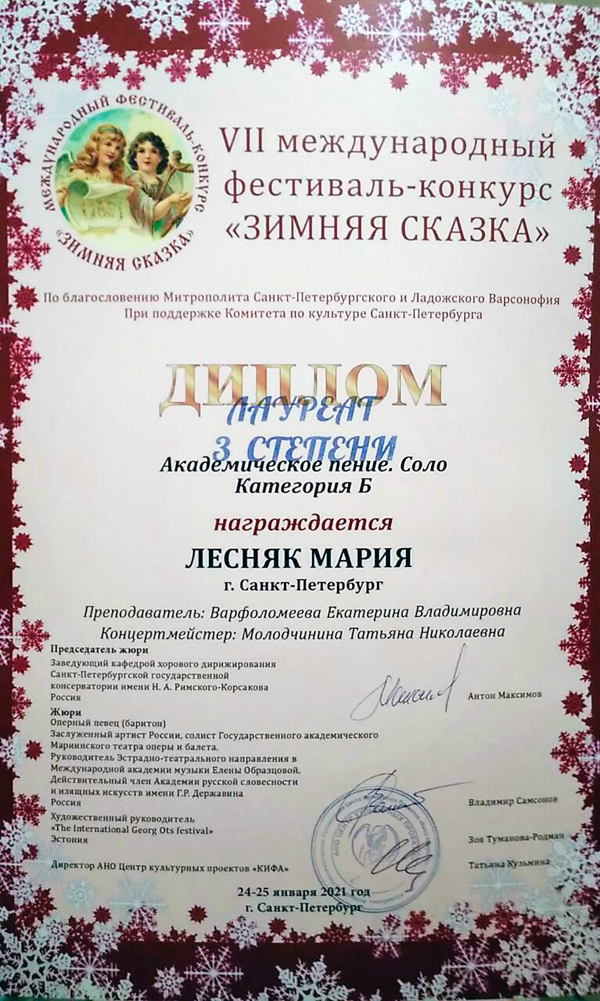 МЕЖДУНАРОДНЫЙ ФЕСТИВАЛЬ-КОНКУРС
«ЗИМНЯЯ СКАЗКА»
VII международный
фестиваль-конкурс
«ЗИМНЯЯ СКАЗКА»
По благословению Митрополита Санкт-Петербургского и Ладожского Варсонофия
При поддержке Комитета по культуре Санкт-Петербурга
ДИПЛОМ
ЛАУРЕАТ
3 СТЕПЕНИ
Академическое пение. Соло
Категория Б
награждается
ЛЕСНЯК МАРИЯ
г. Санкт-Петербург
Преподаватель: Варфоломеева Екатерина Владимировна
Концертмейстер: Молодчинина Татьяна Николаевна
Председатель жюри
Заведующий кафедрой хорового дирижирования
Санкт-Петербургской государственной
консерватории имени Н. А. Римского-Корсакова
Россия
Антон Максимов
Жюри
Оперный певец (баритон)
Заслуженный артист России, солист Государственного академического
Мариинского театра оперы и балета.
Руководитель Эстрадно-театрального направления в
Международной академии музыки Елены Образцовой.
Действительный член Академии русской словесности
и изящных искусств имени Г.Р. Державина
Россия
Владимир Самсонов
Художественный руководитель
«The International Georg Ots festival»
Эстония
Зоя Туманова-Родман
Директор АНО Центр культурных проектов «КИФА»
Татьяна Кузьмина
24-25 января 2021 год
г. Санкт-Петербург